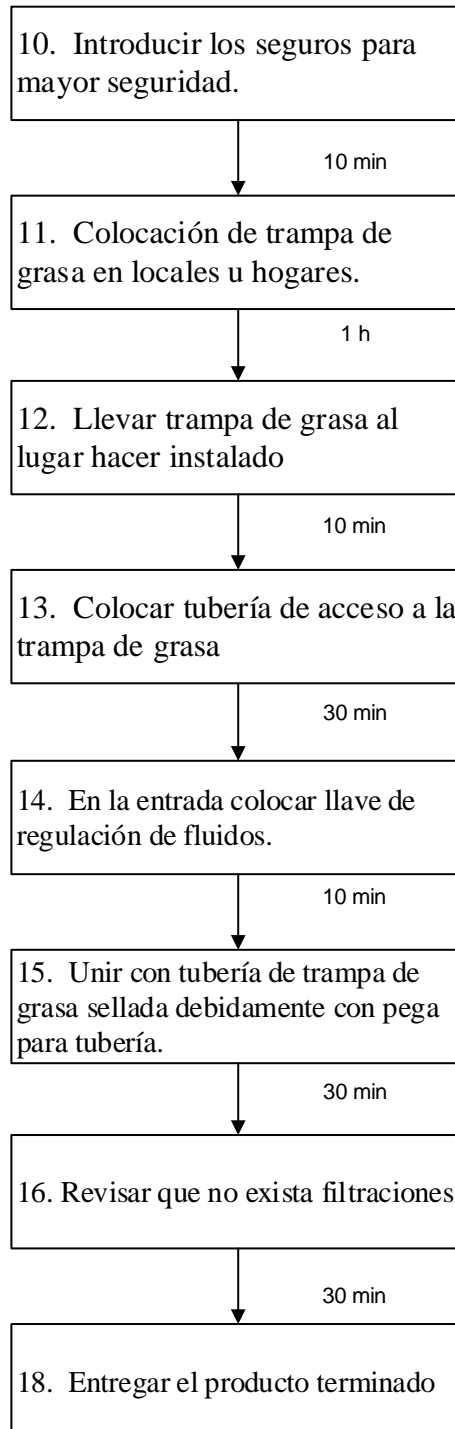 10. Introducir los seguros para
mayor seguridad.
10 min
11. Colocación de trampa de
grasa en locales u hogares.
1 h
12. Llevar trampa de grasa al
lugar hacer instalado
10 min
13. Colocar tubería de acceso a la
trampa de grasa
30 min
14. En la entrada colocar llave de
regulación de fluidos.
10 min
15. Unir con tubería de trampa de
grasa sellada debidamente con pega
para tubería.
30 min
16. Revisar que no exista filtraciones
30 min
18. Entregar el producto terminado